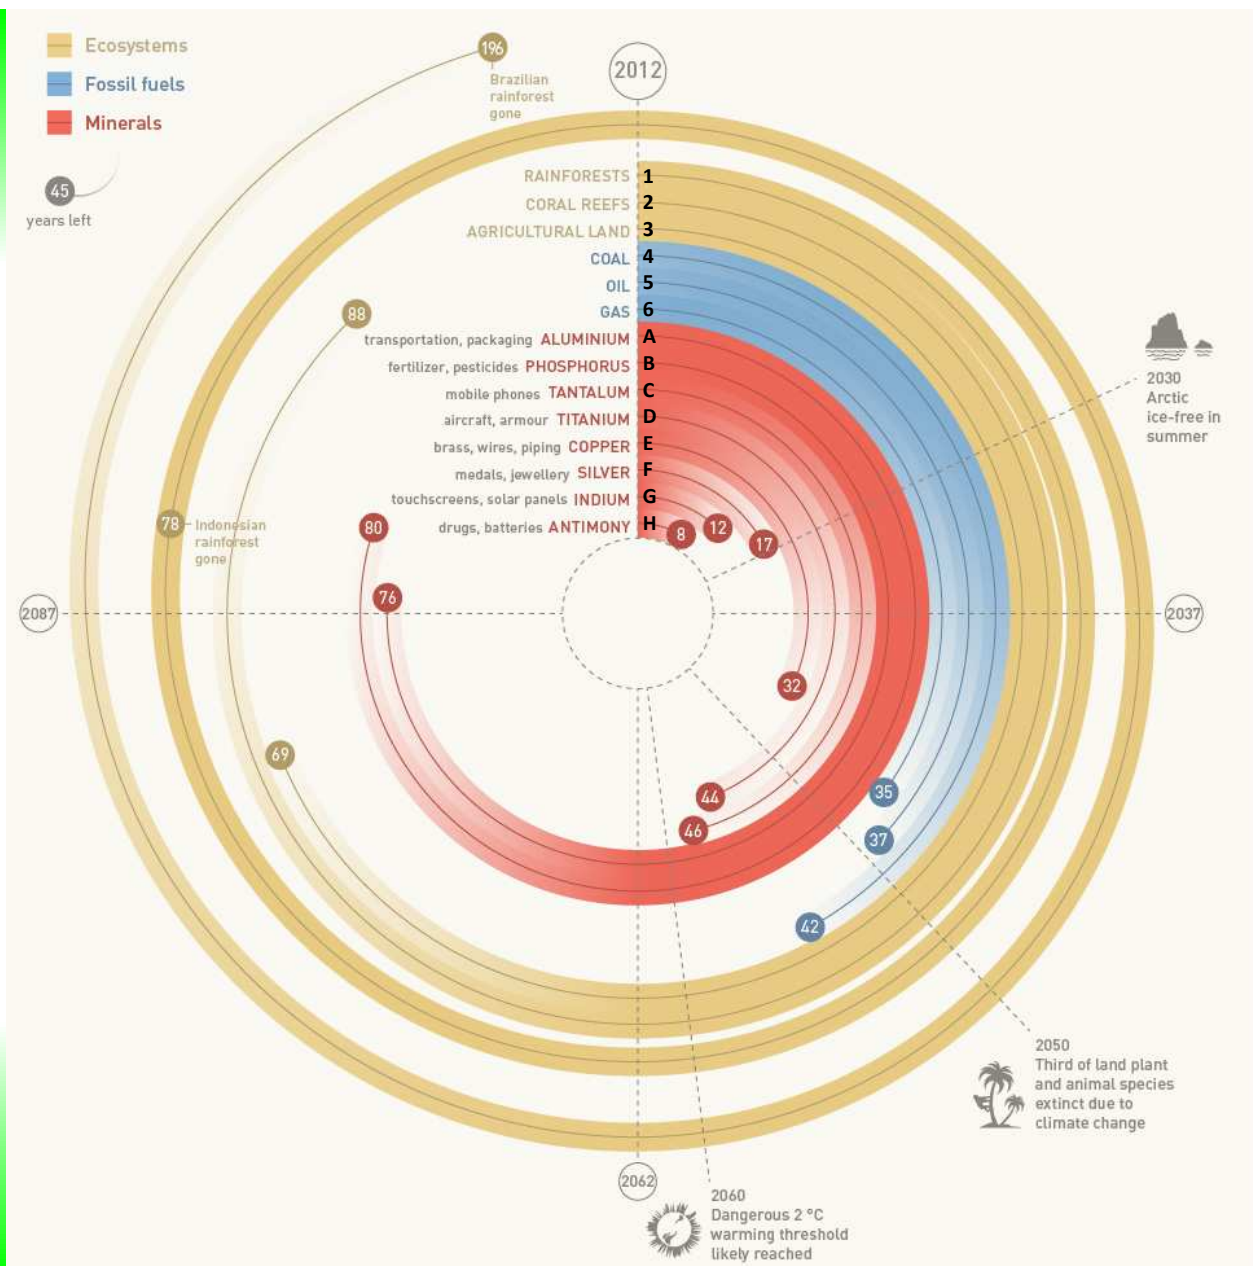 Ecosystems
Fossil fuels
Minerals
45
years left
196
Brazilian
rainforest
gone
2012
RAINFORESTS 1
CORAL REEFS 2
AGRICULTURAL LAND 3
COAL 4
OIL 5
GAS 6
transportation, packaging ALUMINIUM A
fertilizer, pesticides PHOSPHORUS B
mobile phones TANTALUM C
aircraft, armour TITANIUM D
brass, wires, piping COPPER E
medals, jewellery SILVER F
touchscreens, solar panels INDIUM G
drugs, batteries ANTIMONY H
88
78
Indonesian
rainforest
gone
80
76
8
12
17
2030
Arctic
ice-free in
summer
2087
2037
32
69
44
46
35
37
42
2050
Third of land plant
and animal species
extinct due to
climate change
2062
2060
Dangerous 2 °C
warming threshold
likely reached